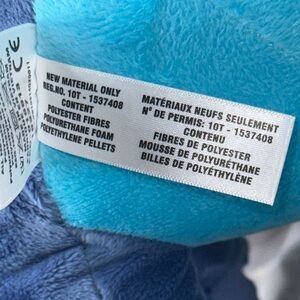 NEW MATERIAL ONLY
REG.NO. 10T - 1537408
CONTENT
POLYESTER FIBRES
POLYURETHANE FOAM
POLYETHYLENE PELLETS
MATÉRIAUX NEUFS SEULEMENT
N° DE PERMIS: 10T - 1537408
CONTENU
FIBRES DE POLYESTER
MOUSSE DE POLYURÉTHANE
BILLES DE POLYÉTHYLÈNE